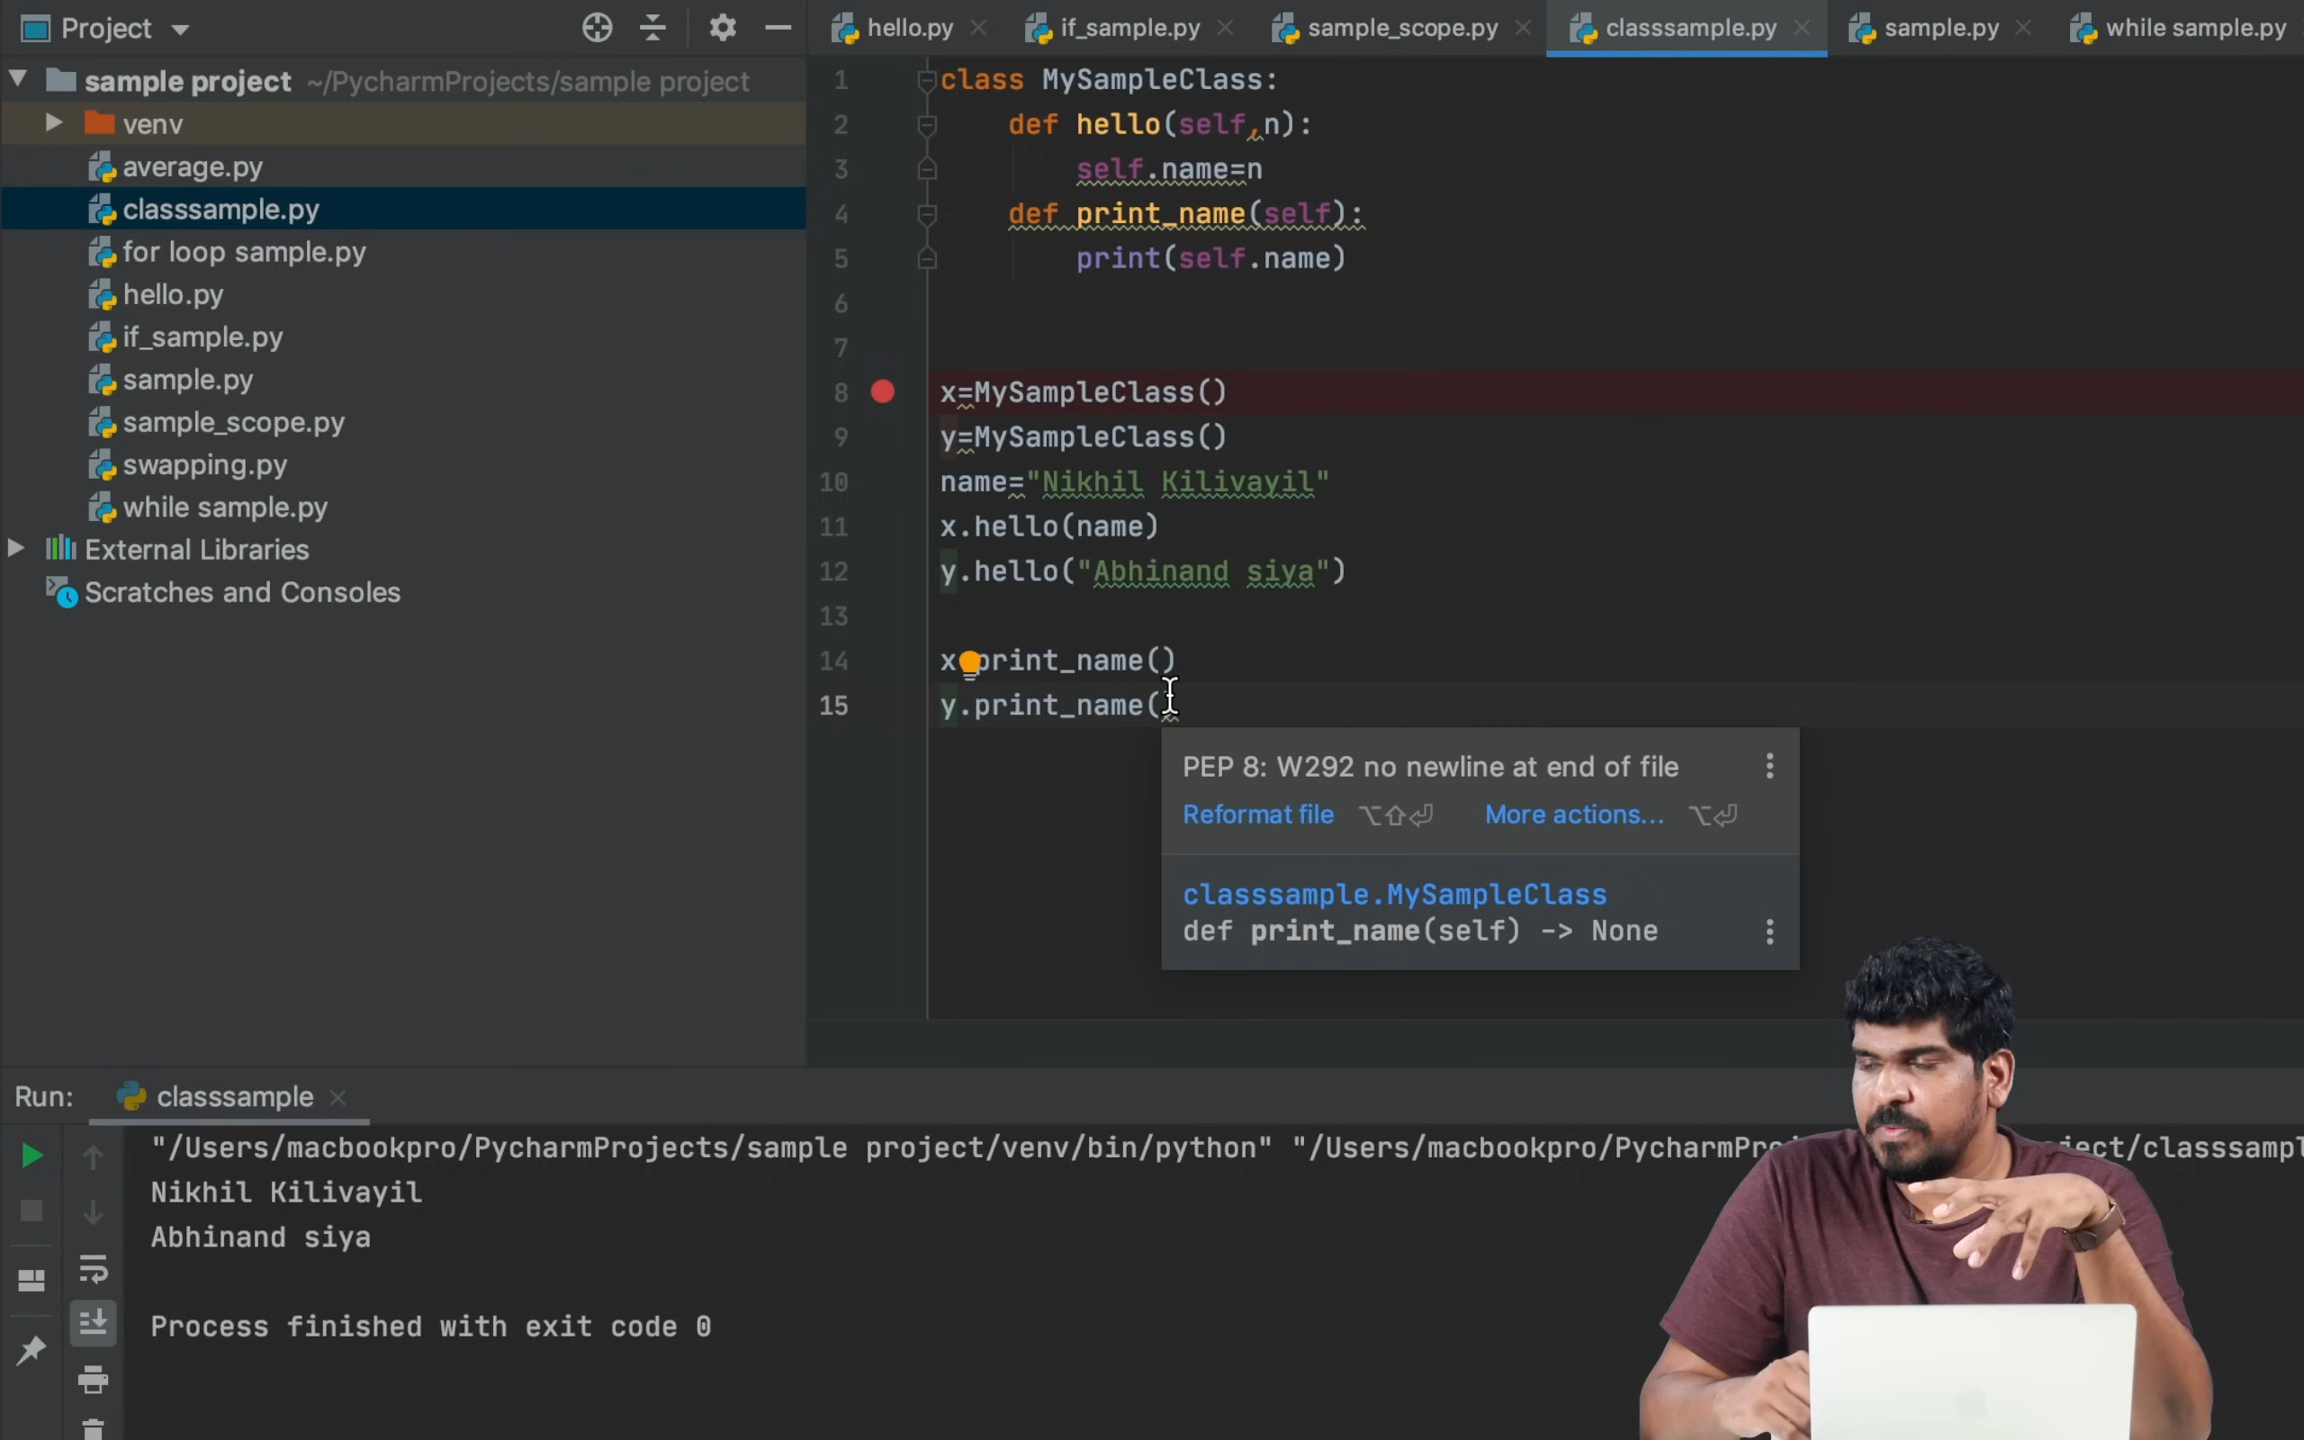 Project
hello.py
if_sample.py
sample_scope.py
classsample.py
sample.py
while sample.py
sample project ~/PycharmProjects/sample project
venv
average.py
classsample.py
for loop sample.py
hello.py
if_sample.py
sample.py
sample_scope.py
swapping.py
while sample.py
External Libraries
Scratches and Consoles
1 class MySampleClass:
2 def hello(self,n):
3 self.name=n
4 def print_name(self):
5 print(self.name)
6
7
8 x=MySampleClass()
9 y=MySampleClass()
10 name="Nikhil Kilivayil"
11 x.hello(name)
12 y.hello("Abhinand siya")
13
14 x print_name()
15 y.print_name(
PEP 8: W292 no newline at end of file
Reformat file ⌥⇧⏎ More actions... ⌥⏎
classsample.MySampleClass
def print_name(self) -> None
Run: classsample
"/Users/macbookpro/PycharmProjects/sample project/venv/bin/python" "/Users/macbookpro/PycharmPro ect/classsampl
Nikhil Kilivayil
Abhinand siya
Process finished with exit code 0